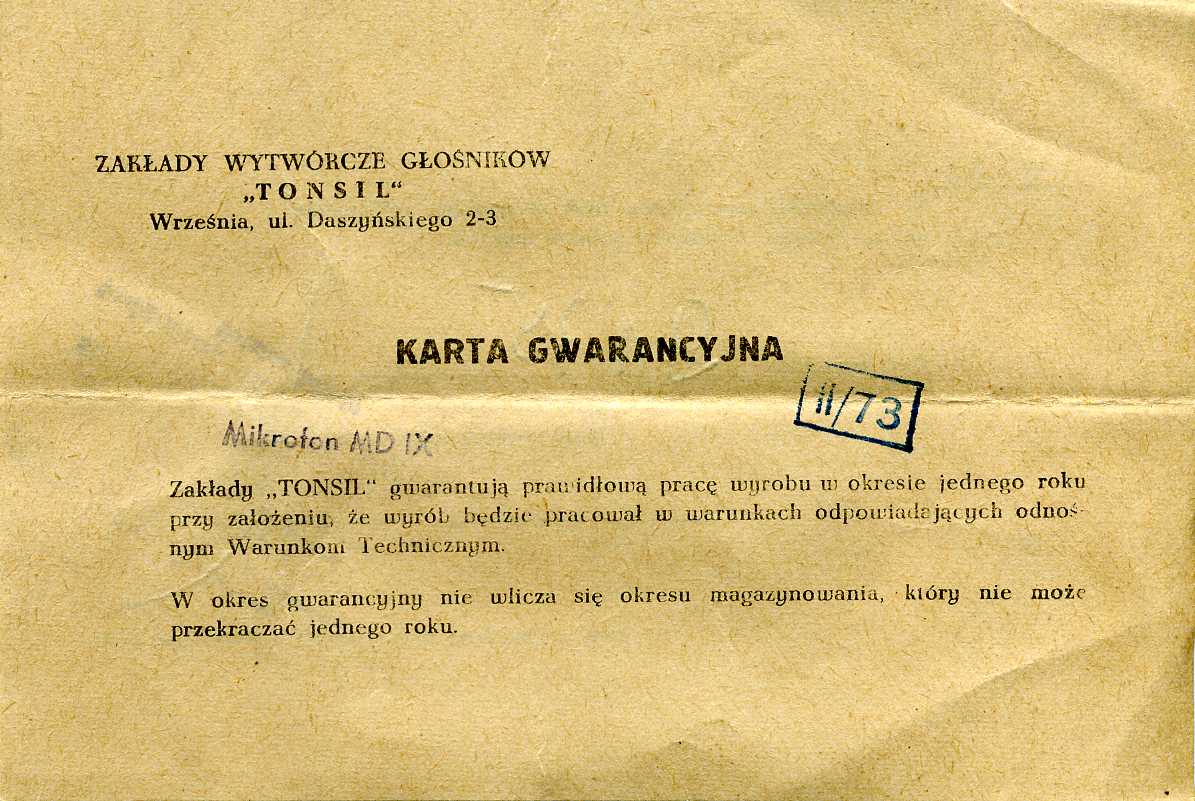 ZAKŁADY WYTWÓRCZE GŁOŚNIKÓW
„TONSIL“
Września, ul. Daszyńskiego 2-3
KARTA GWARANCYJNA
II/73
Mikrofon MD IX
Zakłady „TONSIL“ gwarantują prawidłową pracę wyrobu w okresie jednego roku
przy założeniu, że wyrób będzie pracował w warunkach odpowiadających odnoś-
nym Warunkom Technicznym.
W okres gwarancyjny nie wlicza się okresu magazynowania, który nie może
przekraczać jednego roku.